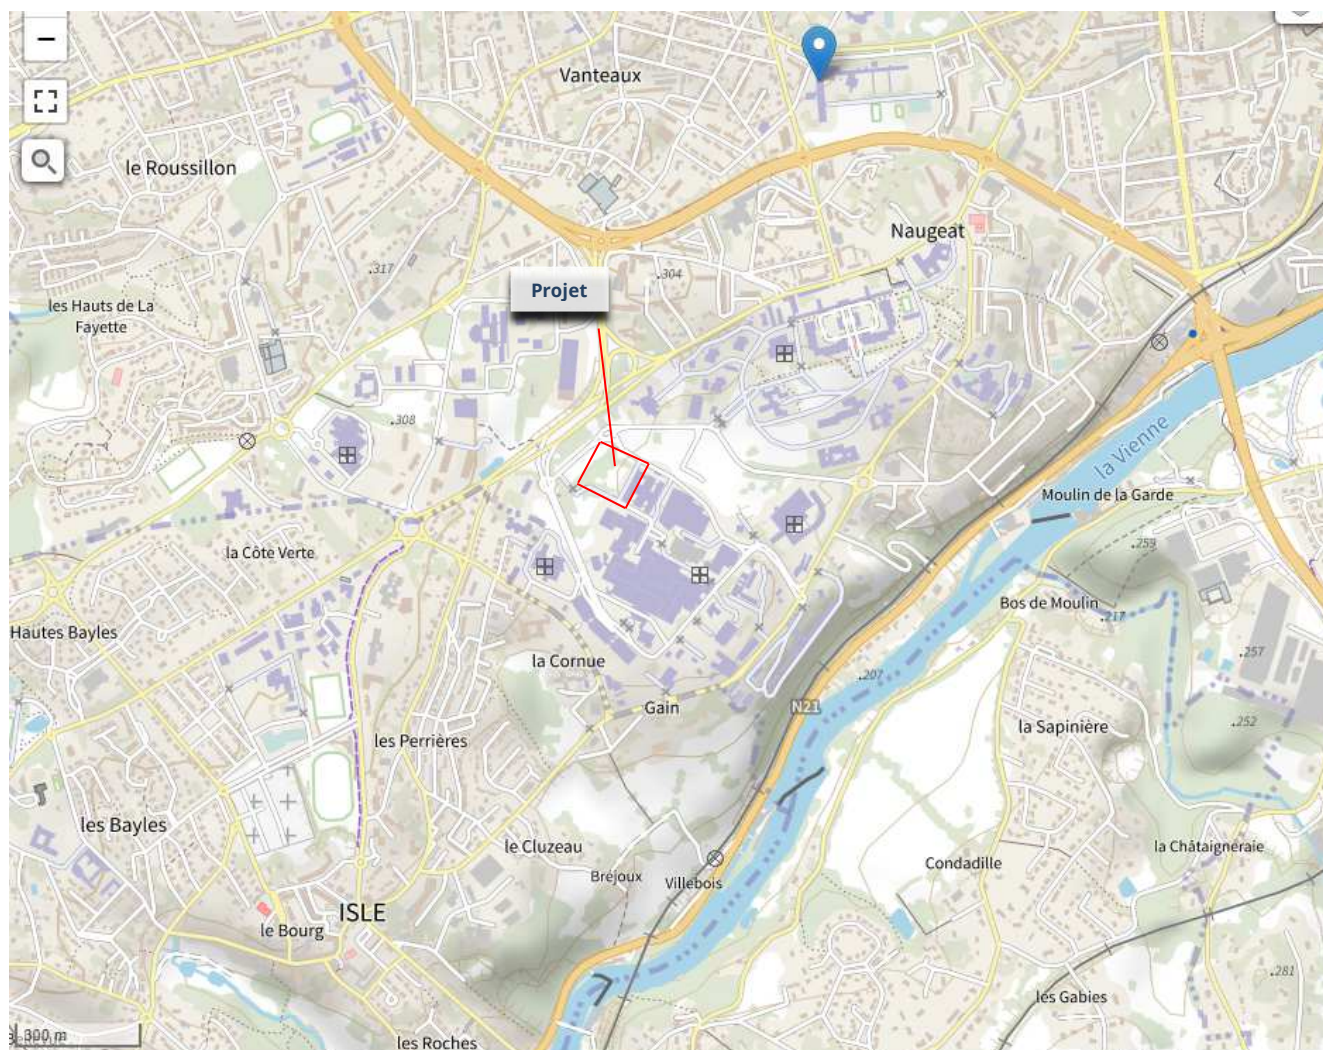 Vanteaux
le Roussillon
Naugeat
.317
.304
Projet
les Hauts de La
Fayette
.308
la Vienne
Moulin de la Garde
la Côte Verte
.259
Bos de Moulin
.217
Hautes Bayles
.257
la Cornue
.207
Gain
N21
.252
la Sapinière
les Perrières
les Bayles
le Cluzeau
la Châtaigneraie
Condadille
Bréjoux
Villebois
ISLE
le Bourg
.281
les Gabies
300 m
les Roches